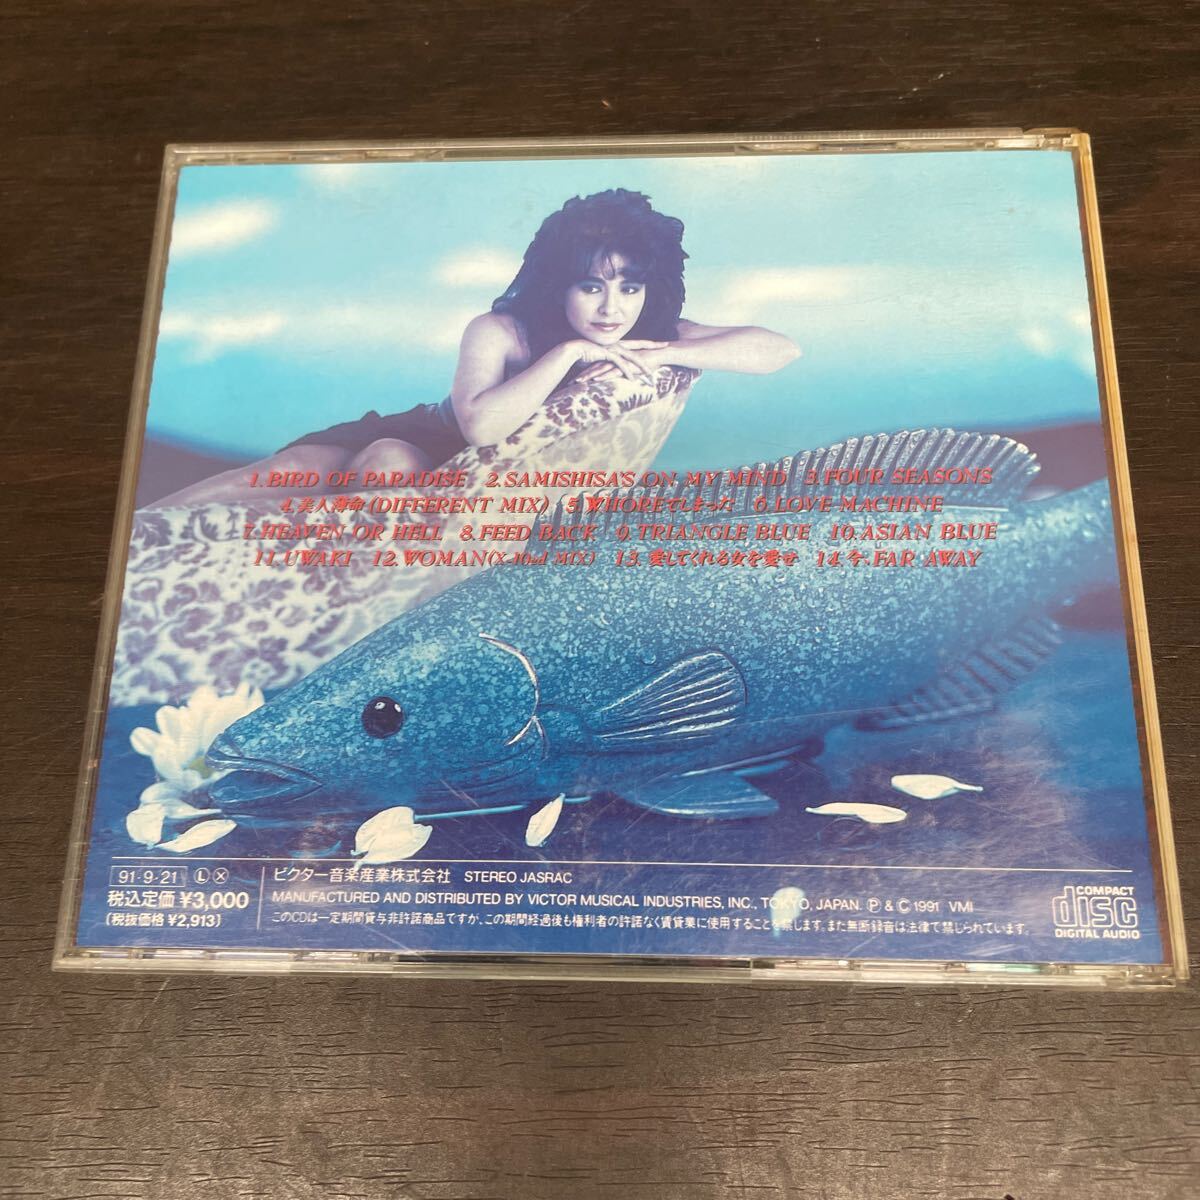 1.BIRD OF PARADISE 2.SAMISHISA'S ON MY MIND 3.FOUR SEASONS
4.美人薄命(DIFFERENT MIX) 5.WHOREてしまった 6.LOVE MACHINE
7.HEAVEN OR HELL 8.FEED BACK 9.TRIANGLE BLUE 10.ASIAN BLUE
11.UWAKI 12.WOMAN(X-10ad MIX) 13.愛してくれる女を愛せ 14.今、FAR AWAY
91·9·21 Ⓛ ⓧ ビクター音楽産業株式会社 STEREO JASRAC
税込定価 ¥3,000 MANUFACTURED AND DISTRIBUTED BY VICTOR MUSICAL INDUSTRIES, INC., TOKYO, JAPAN. Ⓟ & Ⓒ 1991 VMI
(税抜価格 ¥2,913) このCDは一定期間貸与非許諾商品ですが、この期間経過後も権利者の許諾なく賃貸業に使用することを禁じます。また無断録音は法律で禁じられています。
COMPACT
disc
DIGITAL AUDIO